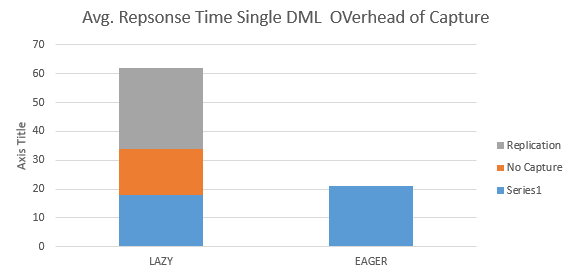 Avg. Repsonse Time Single DML OVerhead of Capture
70
60
50
40
30
20
10
0
Axis Title
LAZY
EAGER
Replication
No Capture
Series1